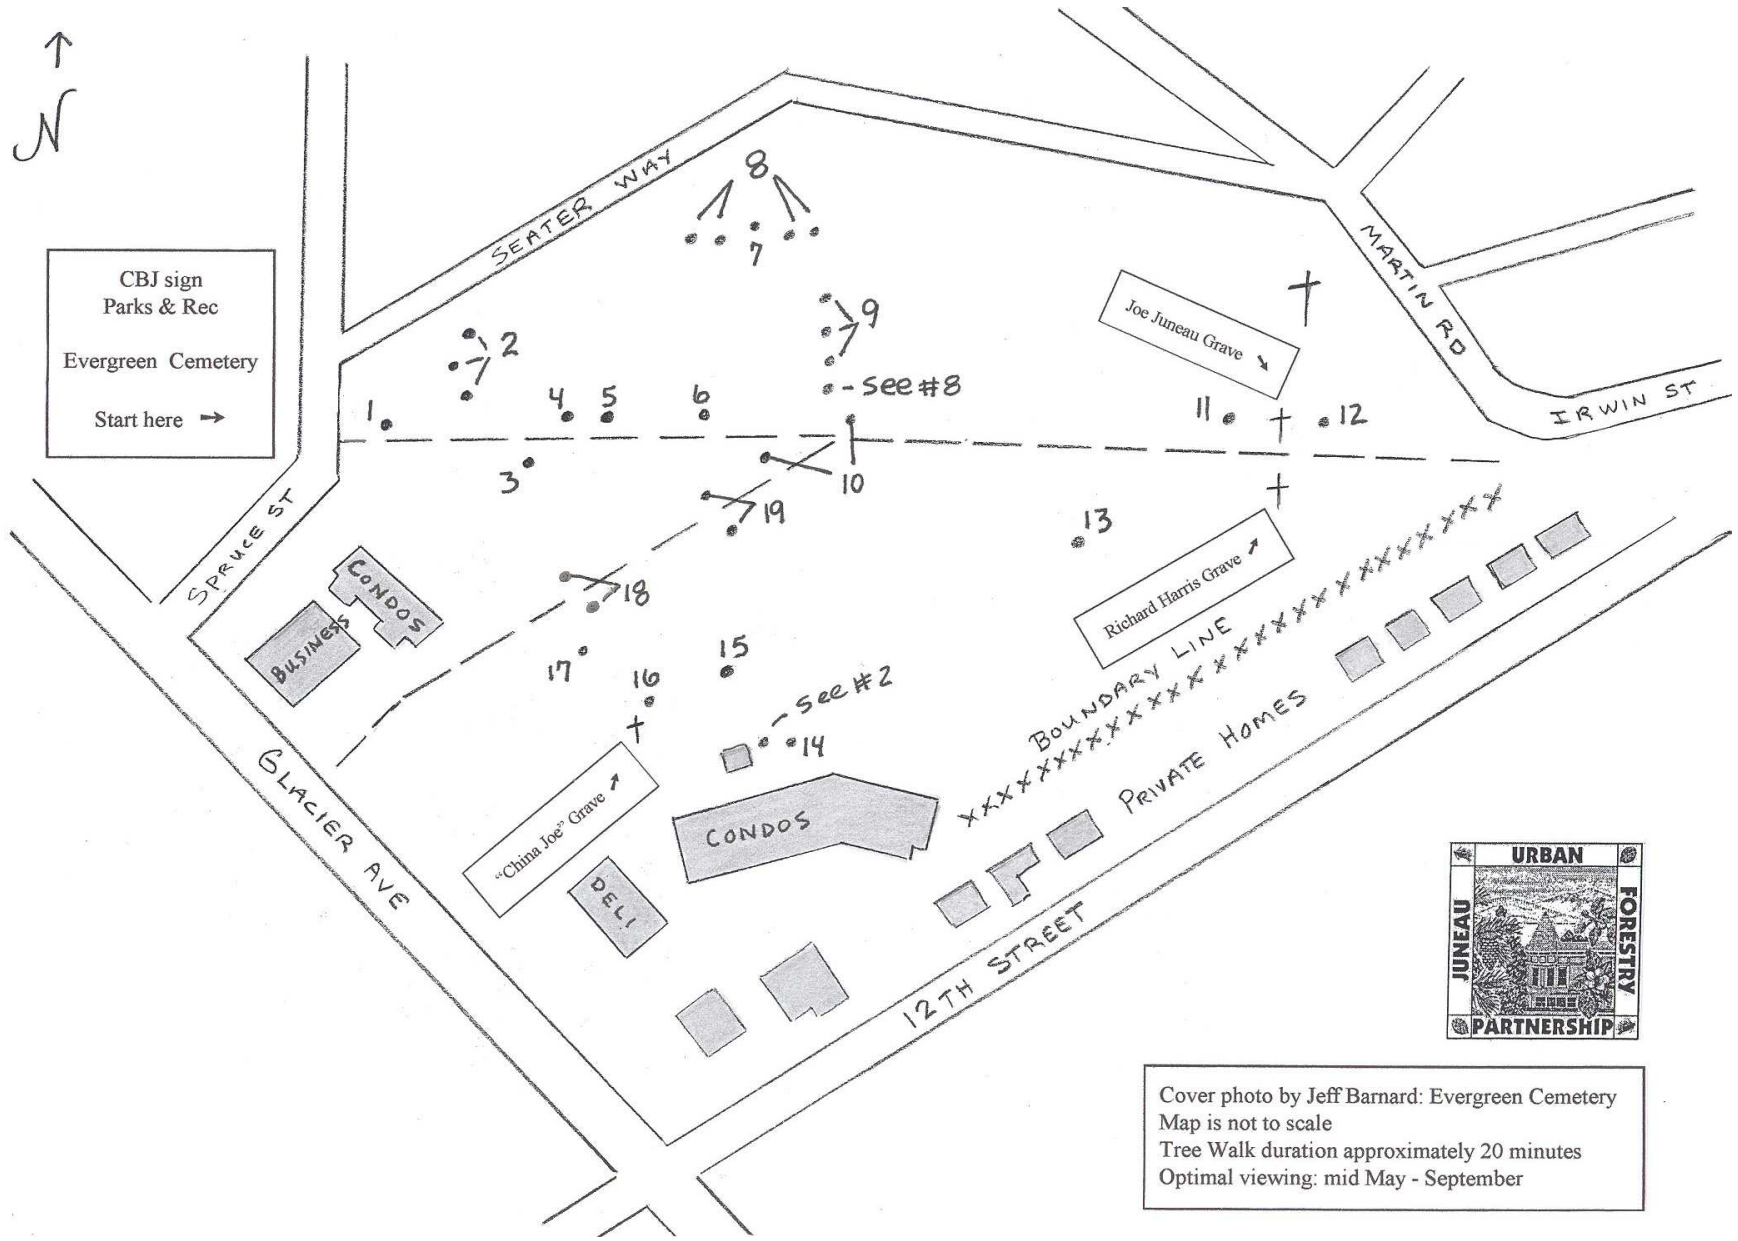 ↑
N
CBJ sign
Parks & Rec
Evergreen Cemetery
Start here →
SEATER WAY
8
7
9
see #8
2
1
4
5
6
3
10
19
18
17
16
15
see #2
14
13
11
12
Joe Juneau Grave ↘
MARTIN RD
IRWIN ST
SPRUCE ST
CONDOS
BUSINESS
GLACIER AVE
"China Joe" Grave ↗
DELI
CONDOS
Richard Harris Grave ↗
BOUNDARY LINE
xxxxxxxxxxxxxxxxxxxxxxxxxxxxxxxxxxxx
PRIVATE HOMES
12TH STREET
URBAN
JUNEAU
FORESTRY
PARTNERSHIP
Cover photo by Jeff Barnard: Evergreen Cemetery
Map is not to scale
Tree Walk duration approximately 20 minutes
Optimal viewing: mid May - September